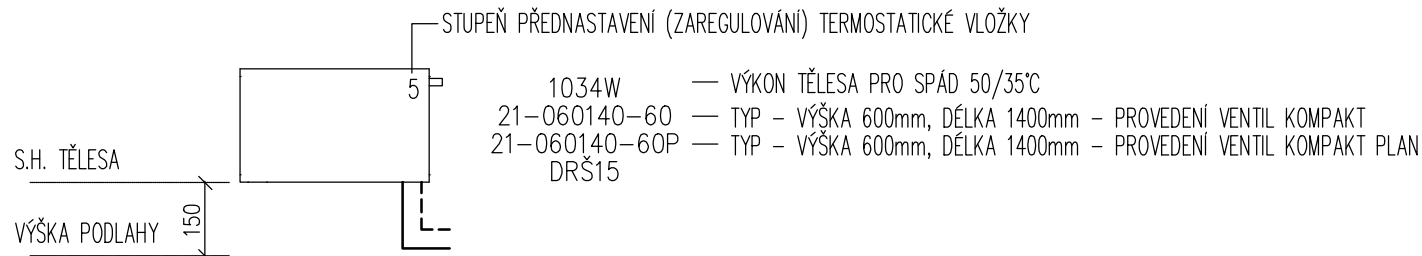 STUPEŇ PŘEDNASTAVENÍ (ZAREGULOVÁNÍ) TERMOSTATICKÉ VLOŽKY
5
1034W — VÝKON TĚLESA PRO SPÁD 50/35°C
21-060140-60 — TYP - VÝŠKA 600mm, DÉLKA 1400mm - PROVEDENÍ VENTIL KOMPAKT
21-060140-60P — TYP - VÝŠKA 600mm, DÉLKA 1400mm - PROVEDENÍ VENTIL KOMPAKT PLAN
DRŠ15
S.H. TĚLESA
150
VÝŠKA PODLAHY